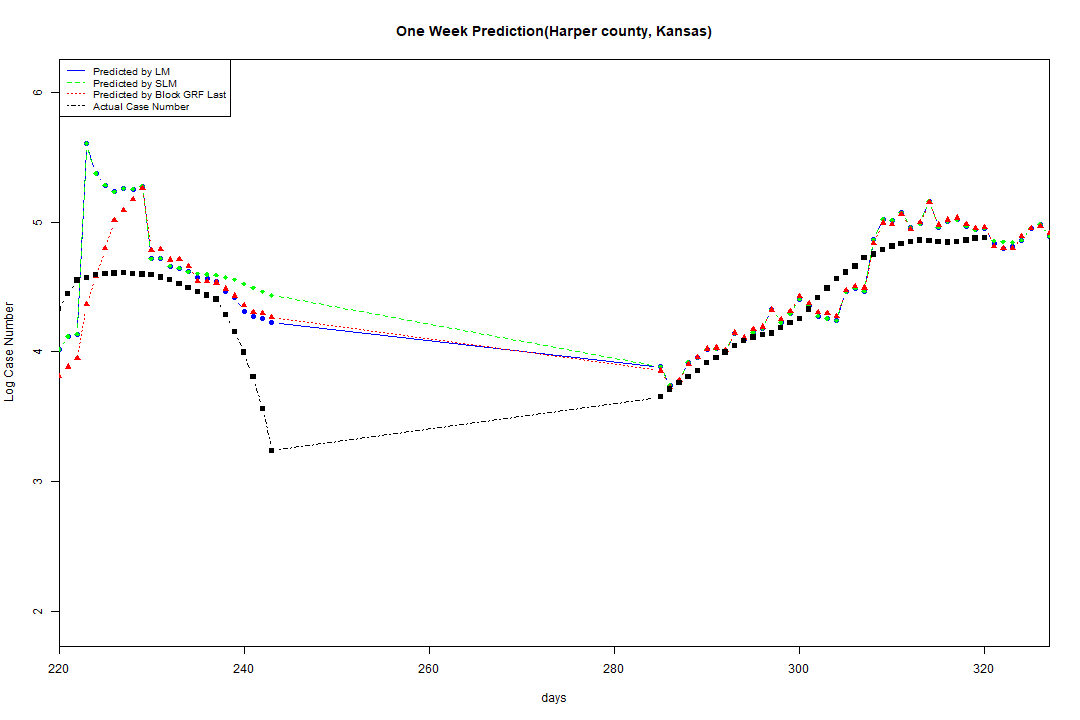 One Week Prediction(Harper county, Kansas)
Predicted by LM
Predicted by SLM
Predicted by Block GRF Last
Actual Case Number
6
5
4
3
2
Log Case Number
220
240
260
280
300
320
days